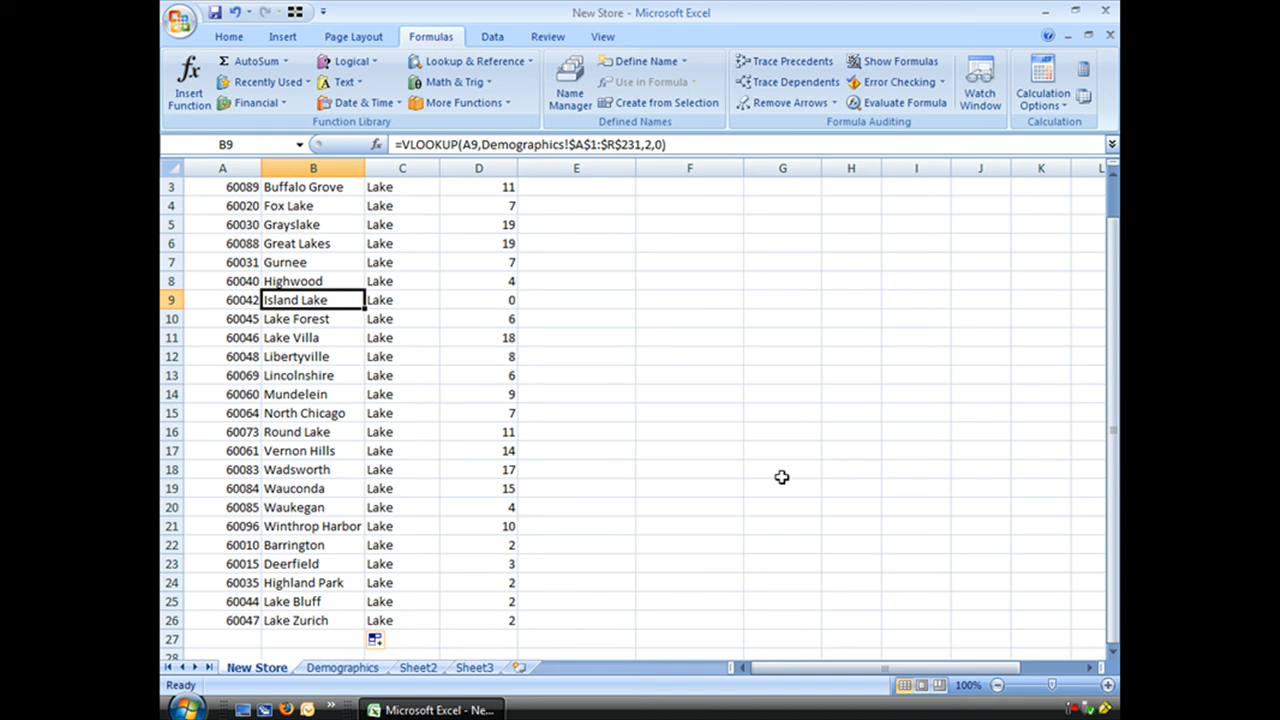 New Store - Microsoft Excel
Home Insert Page Layout Formulas Data Review View
fx Insert Function
Σ AutoSum
Recently Used
Financial
Logical
Text
Date & Time
Lookup & Reference
Math & Trig
More Functions
Function Library
Name Manager
Define Name
Use in Formula
Create from Selection
Defined Names
Trace Precedents
Trace Dependents
Remove Arrows
Show Formulas
Error Checking
Evaluate Formula
Formula Auditing
Watch Window
Calculation Options
Calculation
B9 fx =VLOOKUP(A9,Demographics!$A$1:$R$231,2,0)
A B C D E F G H I J K L
3 60089 Buffalo Grove Lake 11
4 60020 Fox Lake Lake 7
5 60030 Grayslake Lake 19
6 60088 Great Lakes Lake 19
7 60031 Gurnee Lake 7
8 60040 Highwood Lake 4
9 60042 Island Lake Lake 0
10 60045 Lake Forest Lake 6
11 60046 Lake Villa Lake 18
12 60048 Libertyville Lake 8
13 60069 Lincolnshire Lake 6
14 60060 Mundelein Lake 9
15 60064 North Chicago Lake 7
16 60073 Round Lake Lake 11
17 60061 Vernon Hills Lake 14
18 60083 Wadsworth Lake 17
19 60084 Wauconda Lake 15
20 60085 Waukegan Lake 4
21 60096 Winthrop Harbor Lake 10
22 60010 Barrington Lake 2
23 60015 Deerfield Lake 3
24 60035 Highland Park Lake 2
25 60044 Lake Bluff Lake 2
26 60047 Lake Zurich Lake 2
27
28
New Store Demographics Sheet2 Sheet3
Ready 100%
Microsoft Excel - Ne...